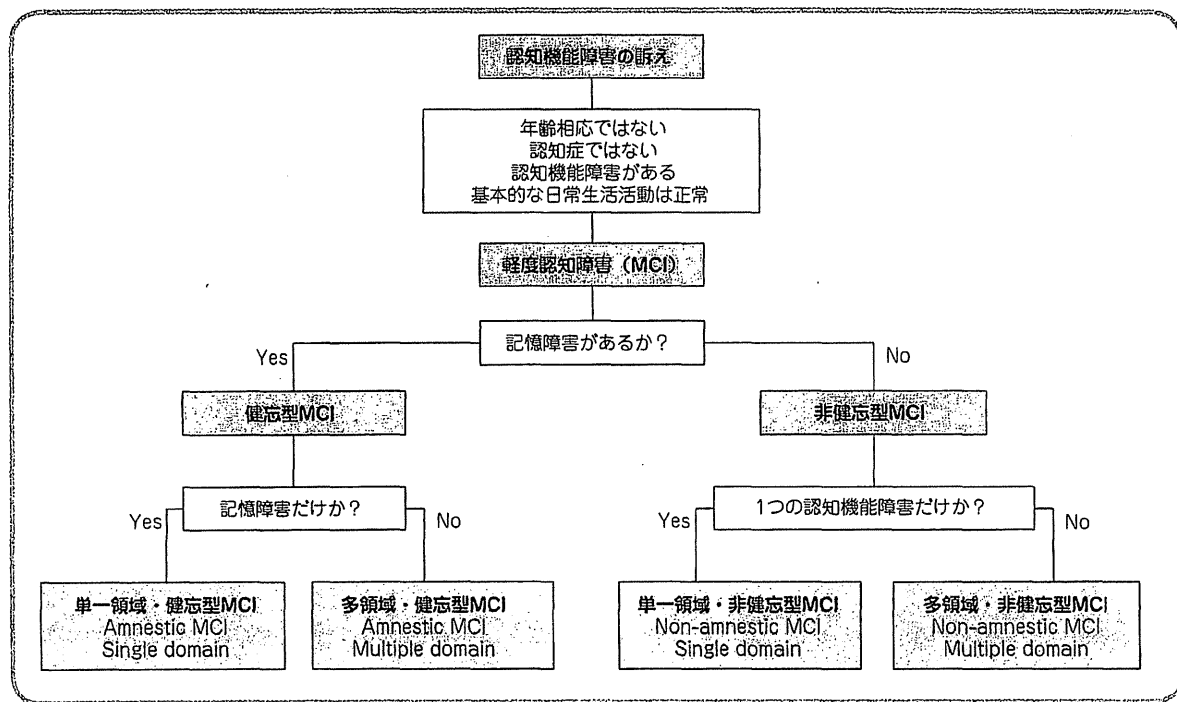 認知機能障害の訴え
年齢相応ではない
認知症ではない
認知機能障害がある
基本的な日常生活活動は正常
軽度認知障害（MCI）
記憶障害があるか？
Yes
No
健忘型MCI
非健忘型MCI
記憶障害だけか？
1つの認知機能障害だけか？
Yes
No
Yes
No
単一領域・健忘型MCI
Amnestic MCI
Single domain
多領域・健忘型MCI
Amnestic MCI
Multiple domain
単一領域・非健忘型MCI
Non-amnestic MCI
Single domain
多領域・非健忘型MCI
Non-amnestic MCI
Multiple domain